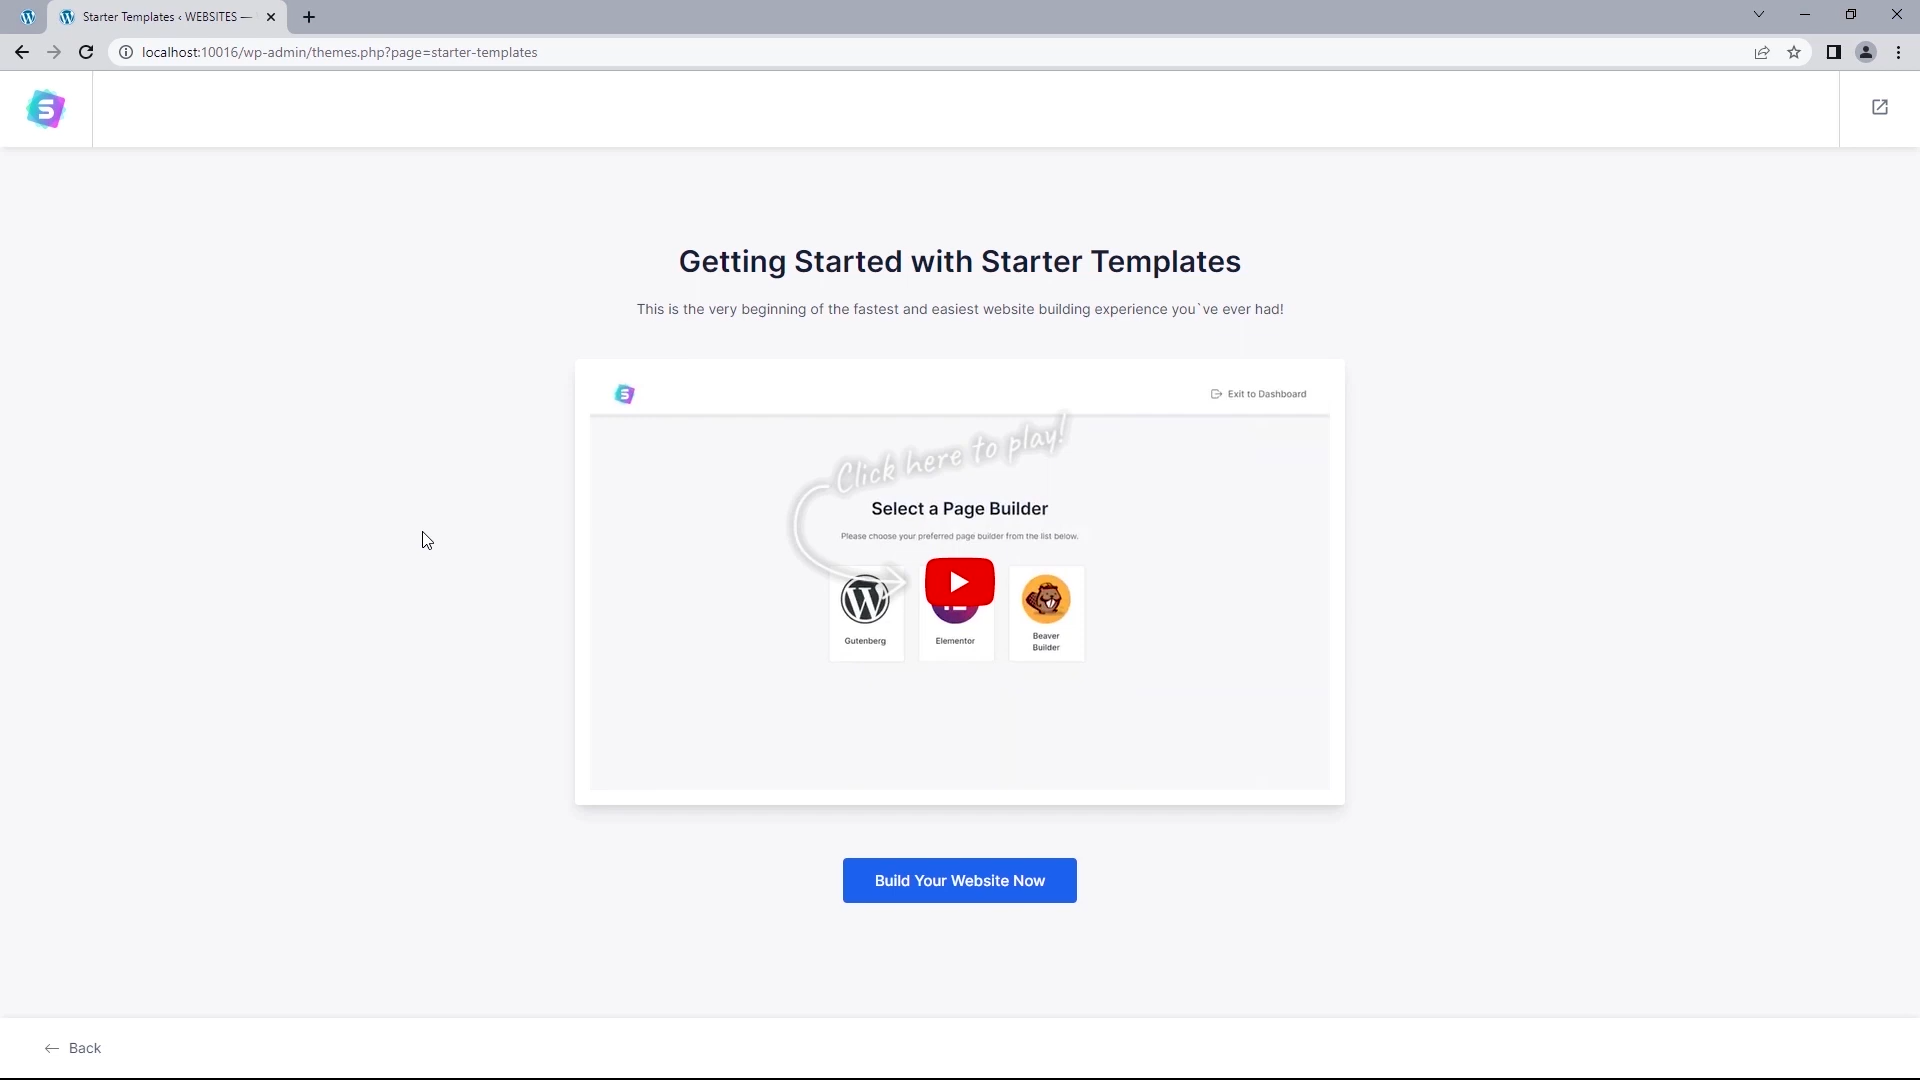 Starter Templates ‹ WEBSITES —
localhost:10016/wp-admin/themes.php?page=starter-templates
S
Getting Started with Starter Templates
This is the very beginning of the fastest and easiest website building experience you`ve ever had!
S
Exit to Dashboard
Click here to play!
Select a Page Builder
Please choose your preferred page builder from the list below.
Gutenberg
Elementor
Beaver
Builder
Build Your Website Now
Back